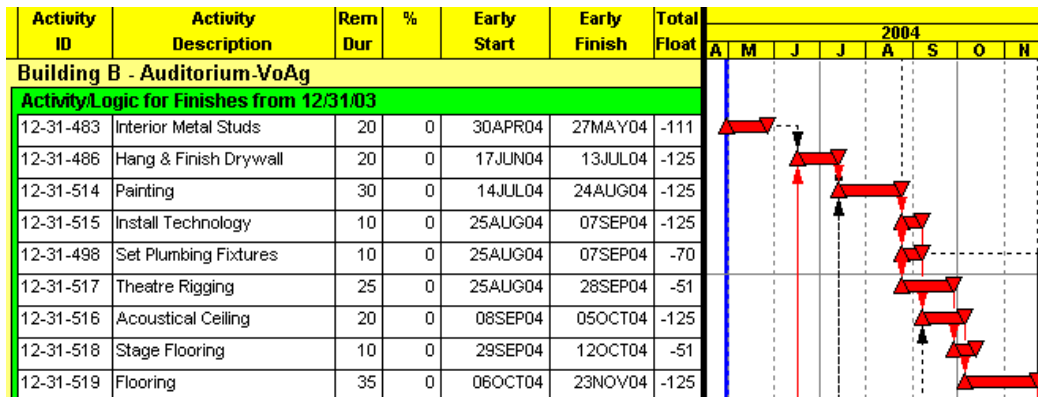 Activity ID Activity Description Rem Dur % Early Start Early Finish Total Float 2004
A M J J A S O N
Building B - Auditorium-VoAg
Activity/Logic for Finishes from 12/31/03
12-31-483 Interior Metal Studs 20 0 30APR04 27MAY04 -111
12-31-486 Hang & Finish Drywall 20 0 17JUN04 13JUL04 -125
12-31-514 Painting 30 0 14JUL04 24AUG04 -125
12-31-515 Install Technology 10 0 25AUG04 07SEP04 -125
12-31-498 Set Plumbing Fixtures 10 0 25AUG04 07SEP04 -70
12-31-517 Theatre Rigging 25 0 25AUG04 28SEP04 -51
12-31-516 Acoustical Ceiling 20 0 08SEP04 05OCT04 -125
12-31-518 Stage Flooring 10 0 29SEP04 12OCT04 -51
12-31-519 Flooring 35 0 06OCT04 23NOV04 -125